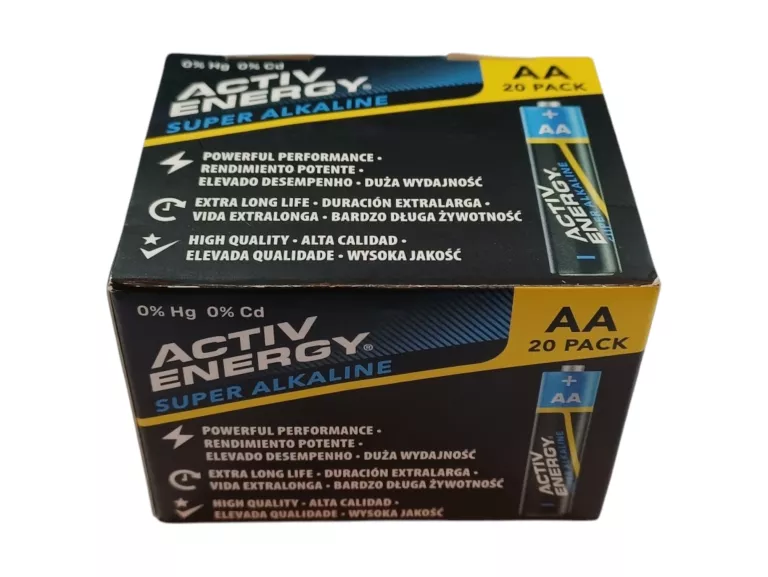 0% Hg 0% Cd
ACTIV
ENERGY®
SUPER ALKALINE
AA
20 PACK
POWERFUL PERFORMANCE •
RENDIMIENTO POTENTE •
ELEVADO DESEMPENHO • DUŻA WYDAJNOŚĆ
EXTRA LONG LIFE • DURACIÓN EXTRALARGA •
VIDA EXTRALONGA • BARDZO DŁUGA ŻYWOTNOŚĆ
HIGH QUALITY • ALTA CALIDAD •
ELEVADA QUALIDADE • WYSOKA JAKOŚĆ
+
AA
ACTIV
ENERGY®
SUPER ALKALINE
0% Hg 0% Cd
ACTIV
ENERGY®
SUPER ALKALINE
AA
20 PACK
POWERFUL PERFORMANCE •
RENDIMIENTO POTENTE •
ELEVADO DESEMPENHO • DUŻA WYDAJNOŚĆ
EXTRA LONG LIFE • DURACIÓN EXTRALARGA •
VIDA EXTRALONGA • BARDZO DŁUGA ŻYWOTNOŚĆ
HIGH QUALITY • ALTA CALIDAD •
ELEVADA QUALIDADE • WYSOKA JAKOŚĆ
+
AA
ACTIV
ENERGY®
SUPER ALKALINE